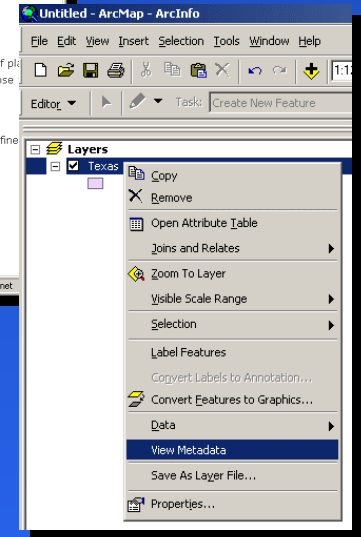 Untitled - ArcMap - ArcInfo
File Edit View Insert Selection Tools Window Help
1:12
Editor Task: Create New Feature
Layers
Texas
Copy
Remove
Open Attribute Table
Joins and Relates
Zoom To Layer
Visible Scale Range
Selection
Label Features
Convert Labels to Annotation...
Convert Features to Graphics...
Data
View Metadata
Save As Layer File...
Properties...